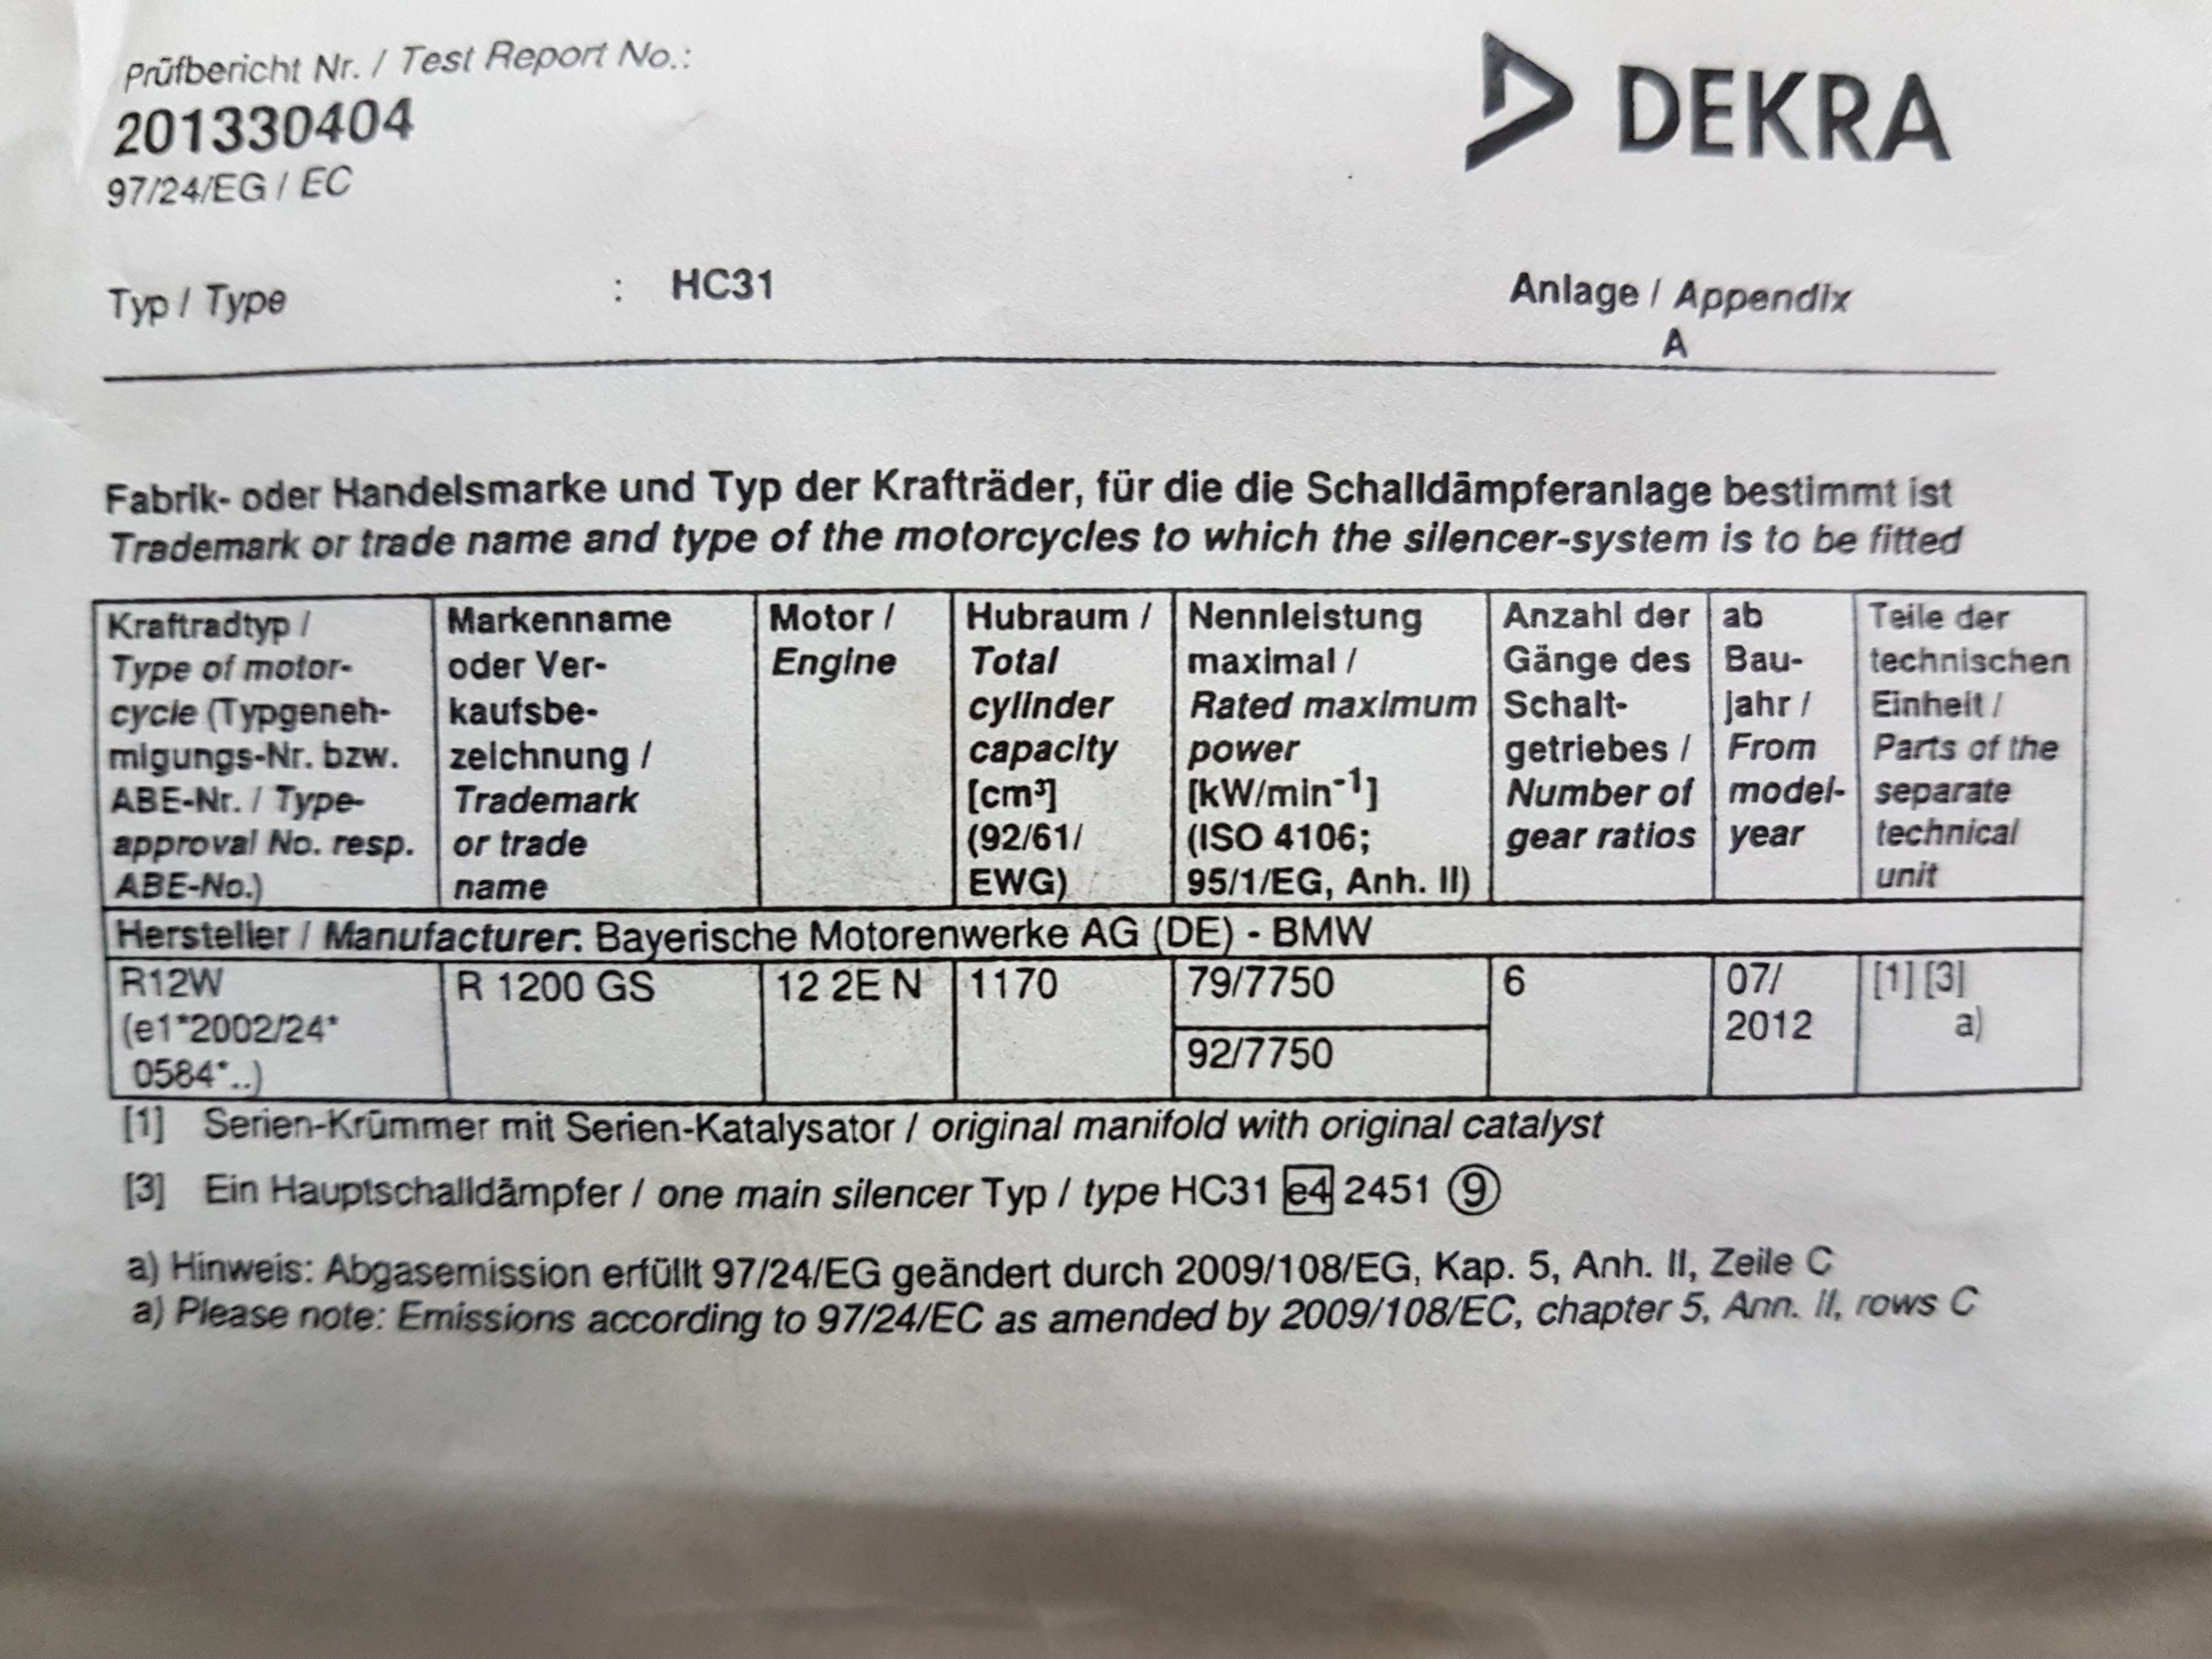 Prüfbericht Nr. / Test Report No.:
201330404
97/24/EG / EC
DEKRA
Typ / Type : HC31
Anlage / Appendix
A
Fabrik- oder Handelsmarke und Typ der Krafträder, für die die Schalldämpferanlage bestimmt ist
Trademark or trade name and type of the motorcycles to which the silencer-system is to be fitted
Kraftradtyp /
Type of motor-
cycle (Typgeneh-
migungs-Nr. bzw.
ABE-Nr. / Type-
approval No. resp.
ABE-No.)
Markenname
oder Ver-
kaufsbe-
zeichnung /
Trademark
or trade
name
Motor /
Engine
Hubraum /
Total
cylinder
capacity
[cm³]
(92/61/
EWG)
Nennleistung
maximal /
Rated maximum
power
[kW/min⁻¹]
(ISO 4106;
95/1/EG, Anh. II)
Anzahl der
Gänge des
Schalt-
getriebes /
Number of
gear ratios
ab
Bau-
jahr /
From
model-
year
Teile der
technischen
Einheit /
Parts of the
separate
technical
unit
Hersteller / Manufacturer: Bayerische Motorenwerke AG (DE) - BMW
R12W
(e1*2002/24*
0584*..)
R 1200 GS
12 2E N
1170
79/7750
92/7750
6
07/
2012
[1] [3]
a)
[1] Serien-Krümmer mit Serien-Katalysator / original manifold with original catalyst
[3] Ein Hauptschalldämpfer / one main silencer Typ / type HC31 e4 2451 ⑨
a) Hinweis: Abgasemission erfüllt 97/24/EG geändert durch 2009/108/EG, Kap. 5, Anh. II, Zeile C
a) Please note: Emissions according to 97/24/EC as amended by 2009/108/EC, chapter 5, Ann. II, rows C